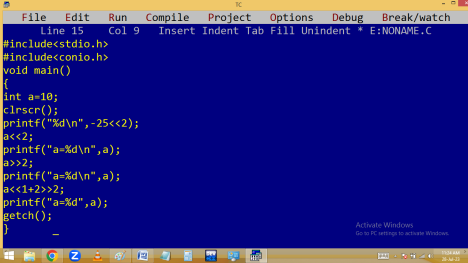 TC
File Edit Run Compile Project Options Debug Break/watch
Line 15 Col 9 Insert Indent Tab Fill Unindent * E:NONAME.C
#include<stdio.h>
#include<conio.h>
void main()
{
int a=10;
clrscr();
printf("%d\n",-25<<2);
a<<2;
printf("a=%d\n",a);
a>>2;
printf("a=%d\n",a);
a<<1+2>>2;
printf("a=%d",a);
getch();
}
Activate Windows
Go to PC settings to activate Windows.